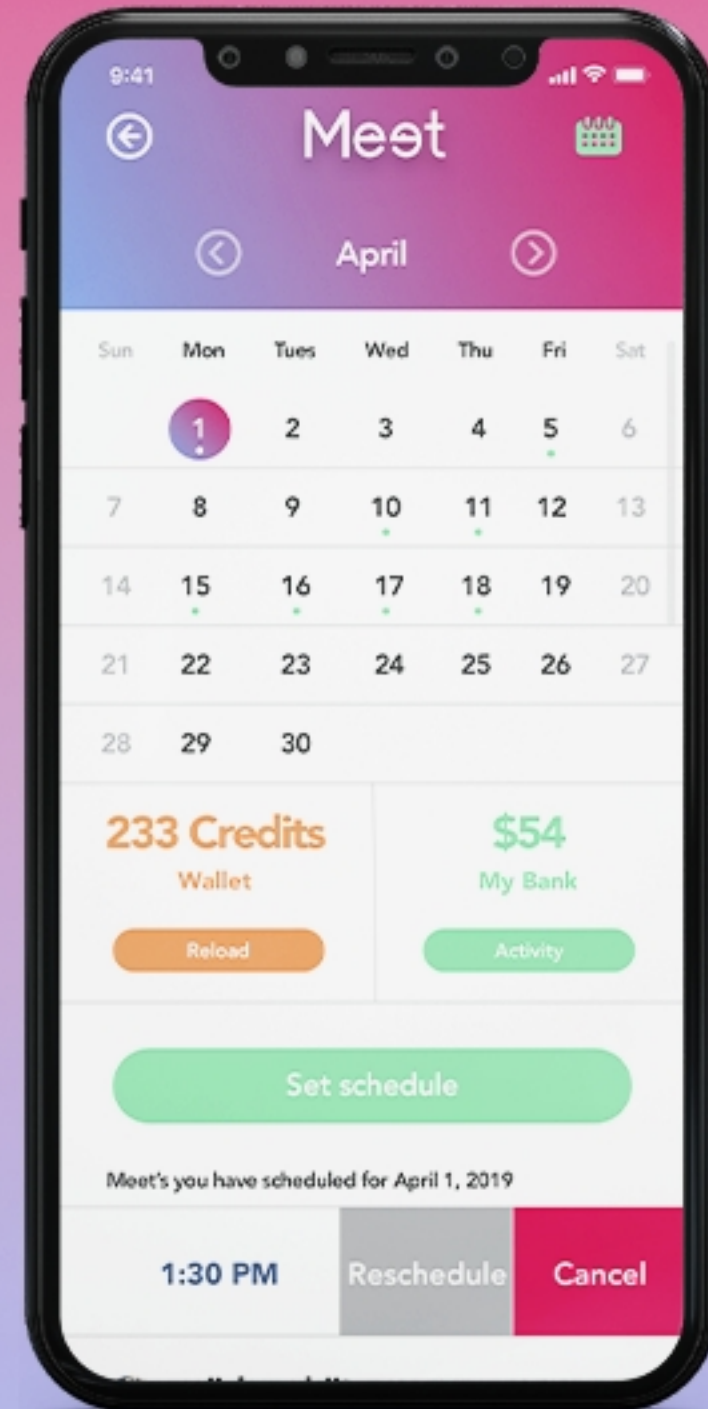 9:41
Meet
April
Sun Mon Tues Wed Thu Fri Sat
1 2 3 4 5 6
7 8 9 10 11 12 13
14 15 16 17 18 19 20
21 22 23 24 25 26 27
28 29 30
233 Credits $54
Wallet My Bank
Reload Activity
Set schedule
Meet's you have scheduled for April 1, 2019
1:30 PM Reschedule Cancel